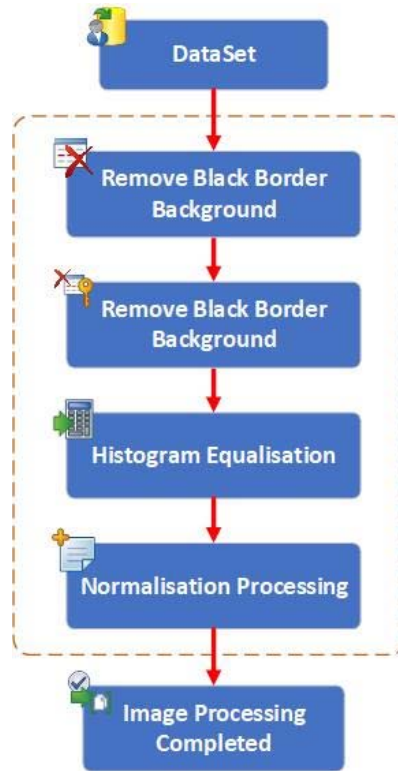 DataSet
Remove Black Border
Background
Remove Black Border
Background
Histogram Equalisation
Normalisation Processing
Image Processing
Completed